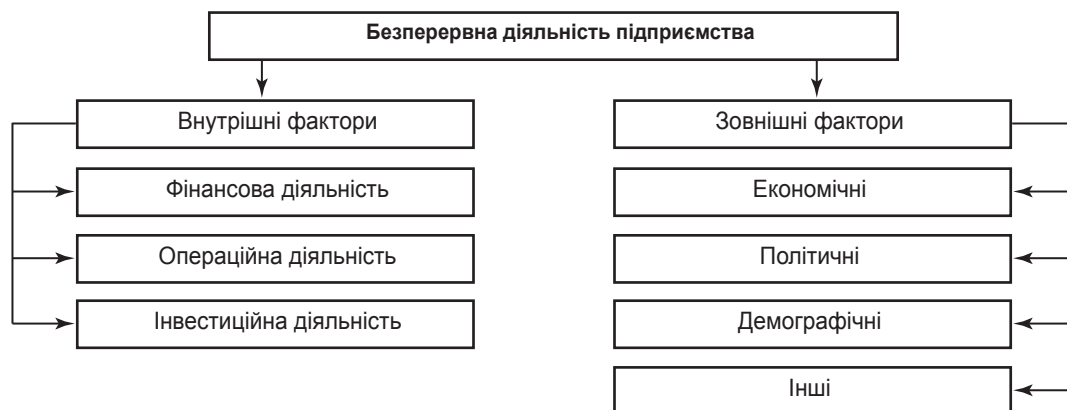 Безперервна діяльність підприємства
Внутрішні фактори
Фінансова діяльність
Операційна діяльність
Інвестиційна діяльність
Зовнішні фактори
Економічні
Політичні
Демографічні
Інші